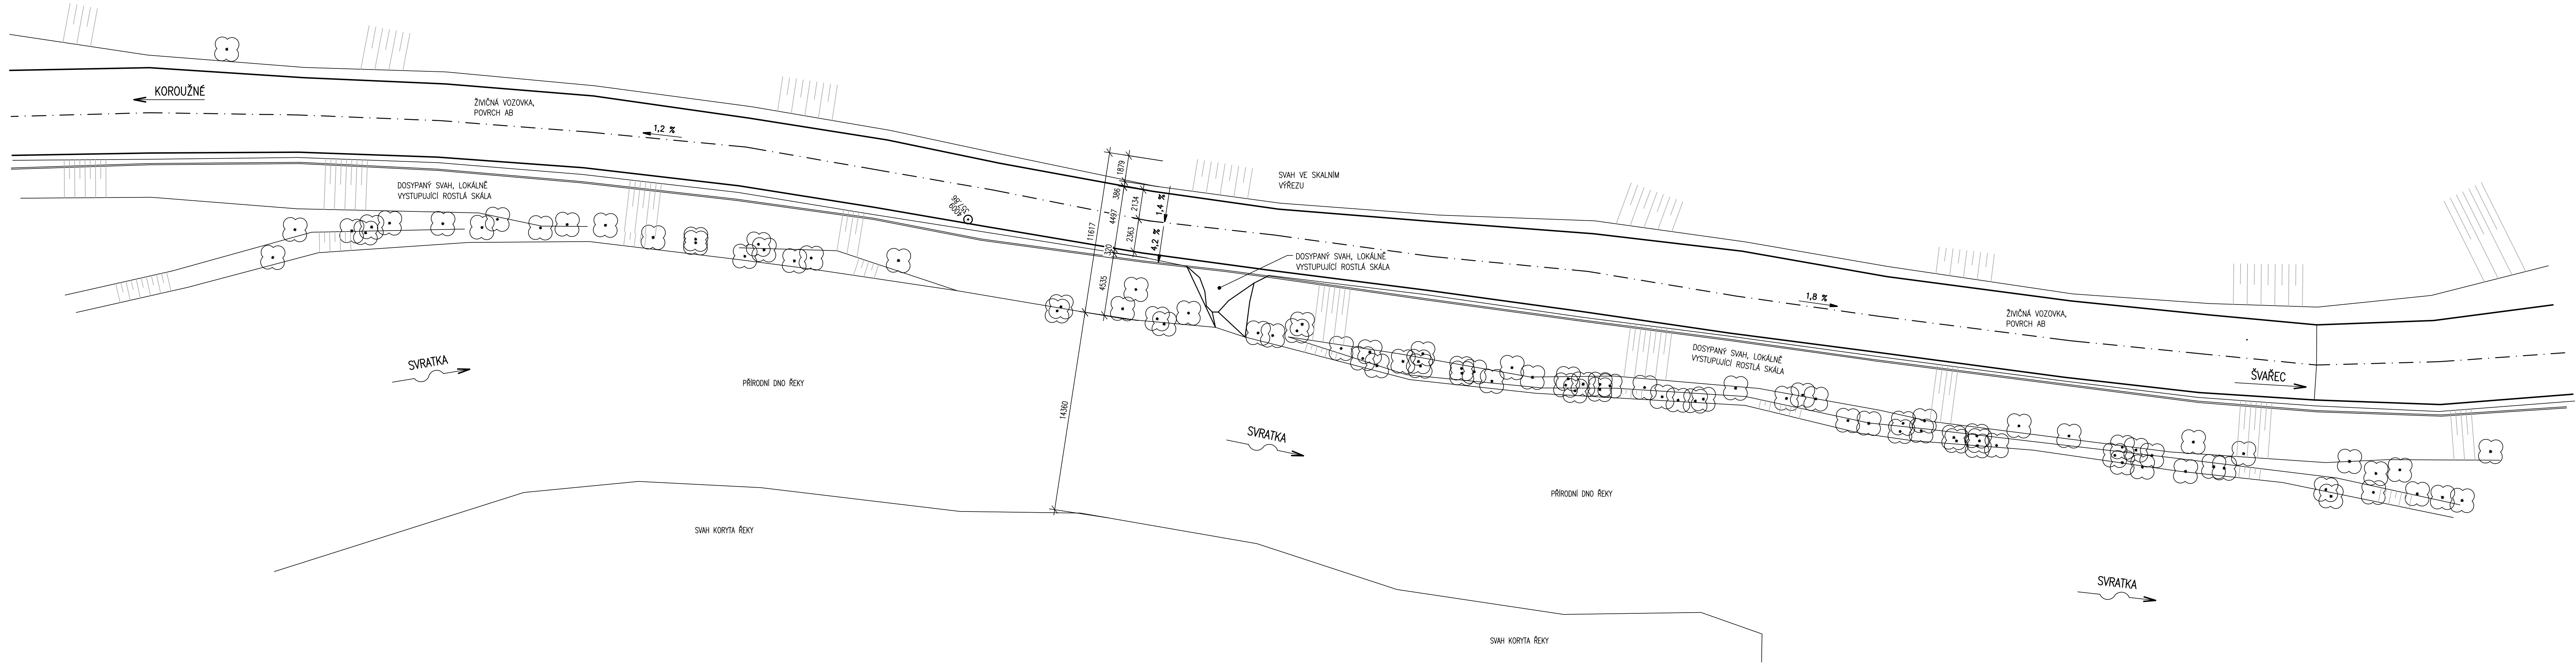 KOROUŽNÉ
ŽIVIČNÁ VOZOVKA,
POVRCH AB
1,2 %
DOSYPANÝ SVAH, LOKÁLNĚ
VYSTUPUJÍCÍ ROSTLÁ SKÁLA
4009
1879
386
2134
1,4 %
4497
11617
2363
4,2 %
320
4535
SVAH VE SKALNÍM
VÝŘEZU
DOSYPANÝ SVAH, LOKÁLNĚ
VYSTUPUJÍCÍ ROSTLÁ SKÁLA
1,8 %
ŽIVIČNÁ VOZOVKA,
POVRCH AB
DOSYPANÝ SVAH, LOKÁLNĚ
VYSTUPUJÍCÍ ROSTLÁ SKÁLA
ŠVAŘEC
SVRATKA
PŘÍRODNÍ DNO ŘEKY
14360
SVRATKA
PŘÍRODNÍ DNO ŘEKY
SVAH KORYTA ŘEKY
SVRATKA
SVAH KORYTA ŘEKY